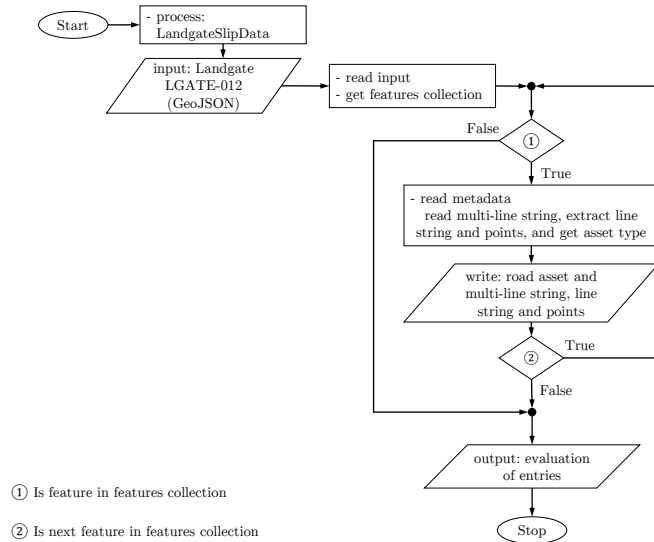 Start
- process:
LandgateSlipData
input: Landgate
LGATE-012
(GeoJSON)
- read input
- get features collection
False
①
True
- read metadata
read multi-line string, extract line
string and points, and get asset type
write: road asset and
multi-line string, line
string and points
②
True
False
output: evaluation
of entries
Stop
① Is feature in features collection
② Is next feature in features collection